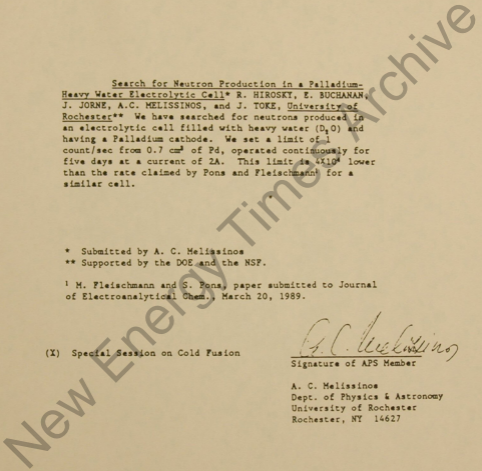 Search for Neutron Production in a Palladium-
Heavy Water Electrolytic Cell* R. HIROSKY, E. BUCHANAN,
J. JORNE, A.C. MELISSINOS, and J. TOKE, University of
Rochester** We have searched for neutrons produced in
an electrolytic cell filled with heavy water (D₂O) and
having a Palladium cathode. We set a limit of 1
count/sec from 0.7 cm² of Pd, operated continuously for
five days at a current of 2A. This limit is 4X10⁴ lower
than the rate claimed by Pons and Fleischmann¹ for a
similar cell.
* Submitted by A. C. Melissinos
** Supported by the DOE and the NSF.
¹ M. Fleischmann and S. Pons, paper submitted to Journal
of Electroanalytical Chem., March 20, 1989.
(X) Special Session on Cold Fusion
A. C. Melissinos
Signature of APS Member
A. C. Melissinos
Dept. of Physics & Astronomy
University of Rochester
Rochester, NY 14627
New Energy Times Archive